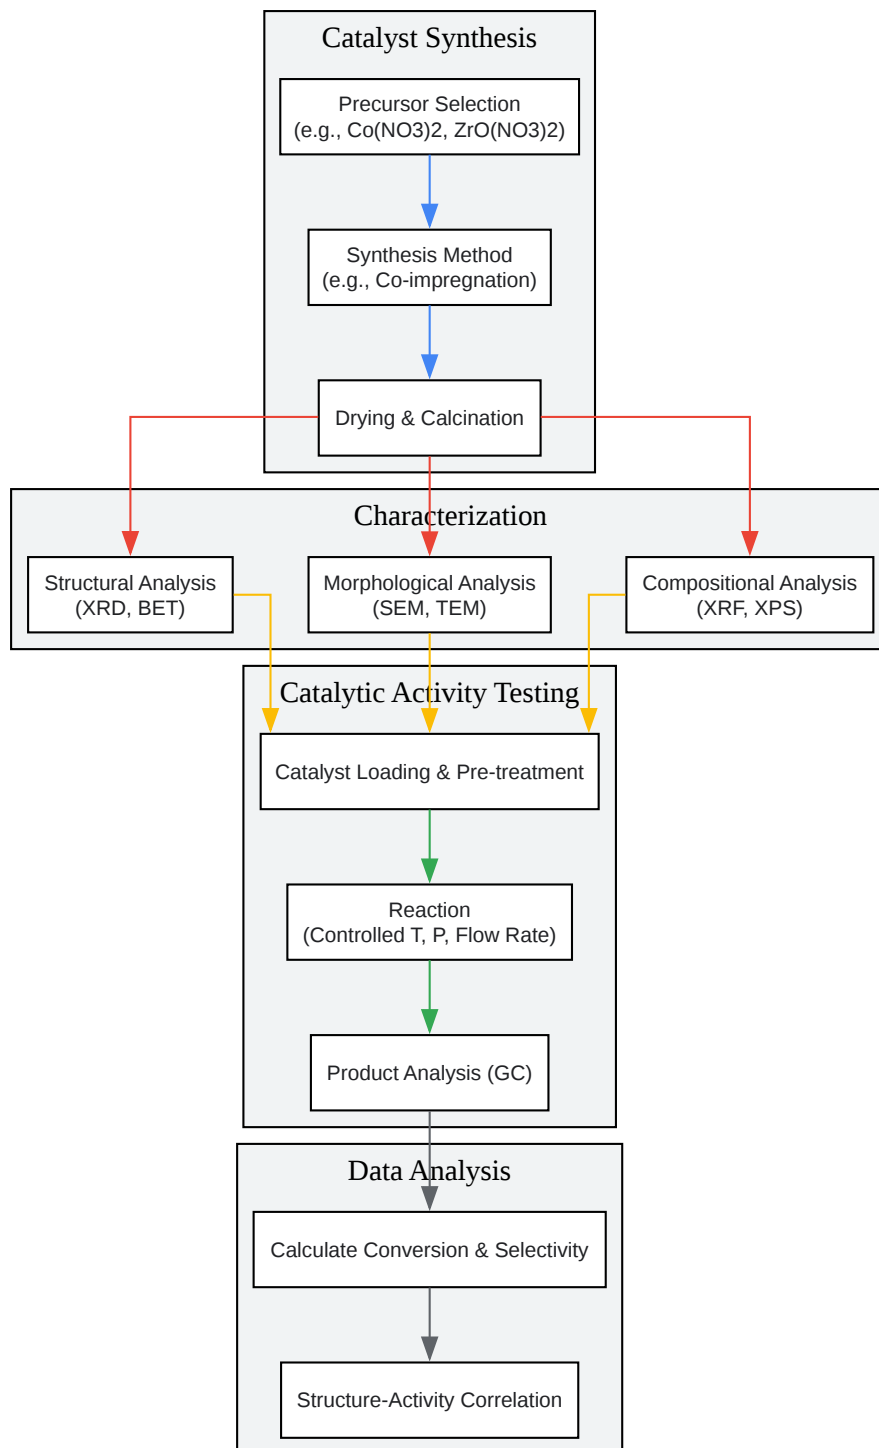 Catalyst Synthesis
Precursor Selection
(e.g., Co(NO3)2, ZrO(NO3)2)
Synthesis Method
(e.g., Co-impregnation)
Drying & Calcination
Characterization
Structural Analysis
(XRD, BET)
Morphological Analysis
(SEM, TEM)
Compositional Analysis
(XRF, XPS)
Catalytic Activity Testing
Catalyst Loading & Pre-treatment
Reaction
(Controlled T, P, Flow Rate)
Product Analysis (GC)
Data Analysis
Calculate Conversion & Selectivity
Structure-Activity Correlation